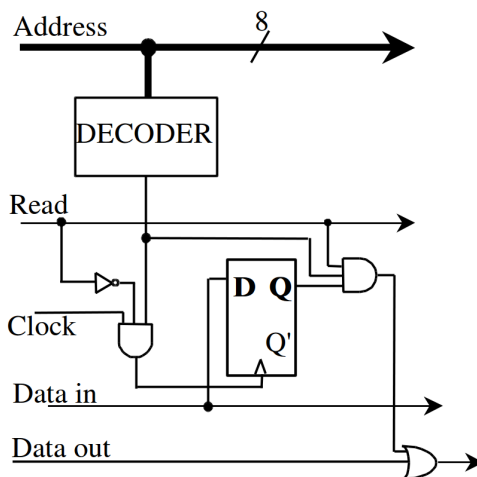 Address
8
DECODER
Read
D Q
Clock
Q'
Data in
Data out